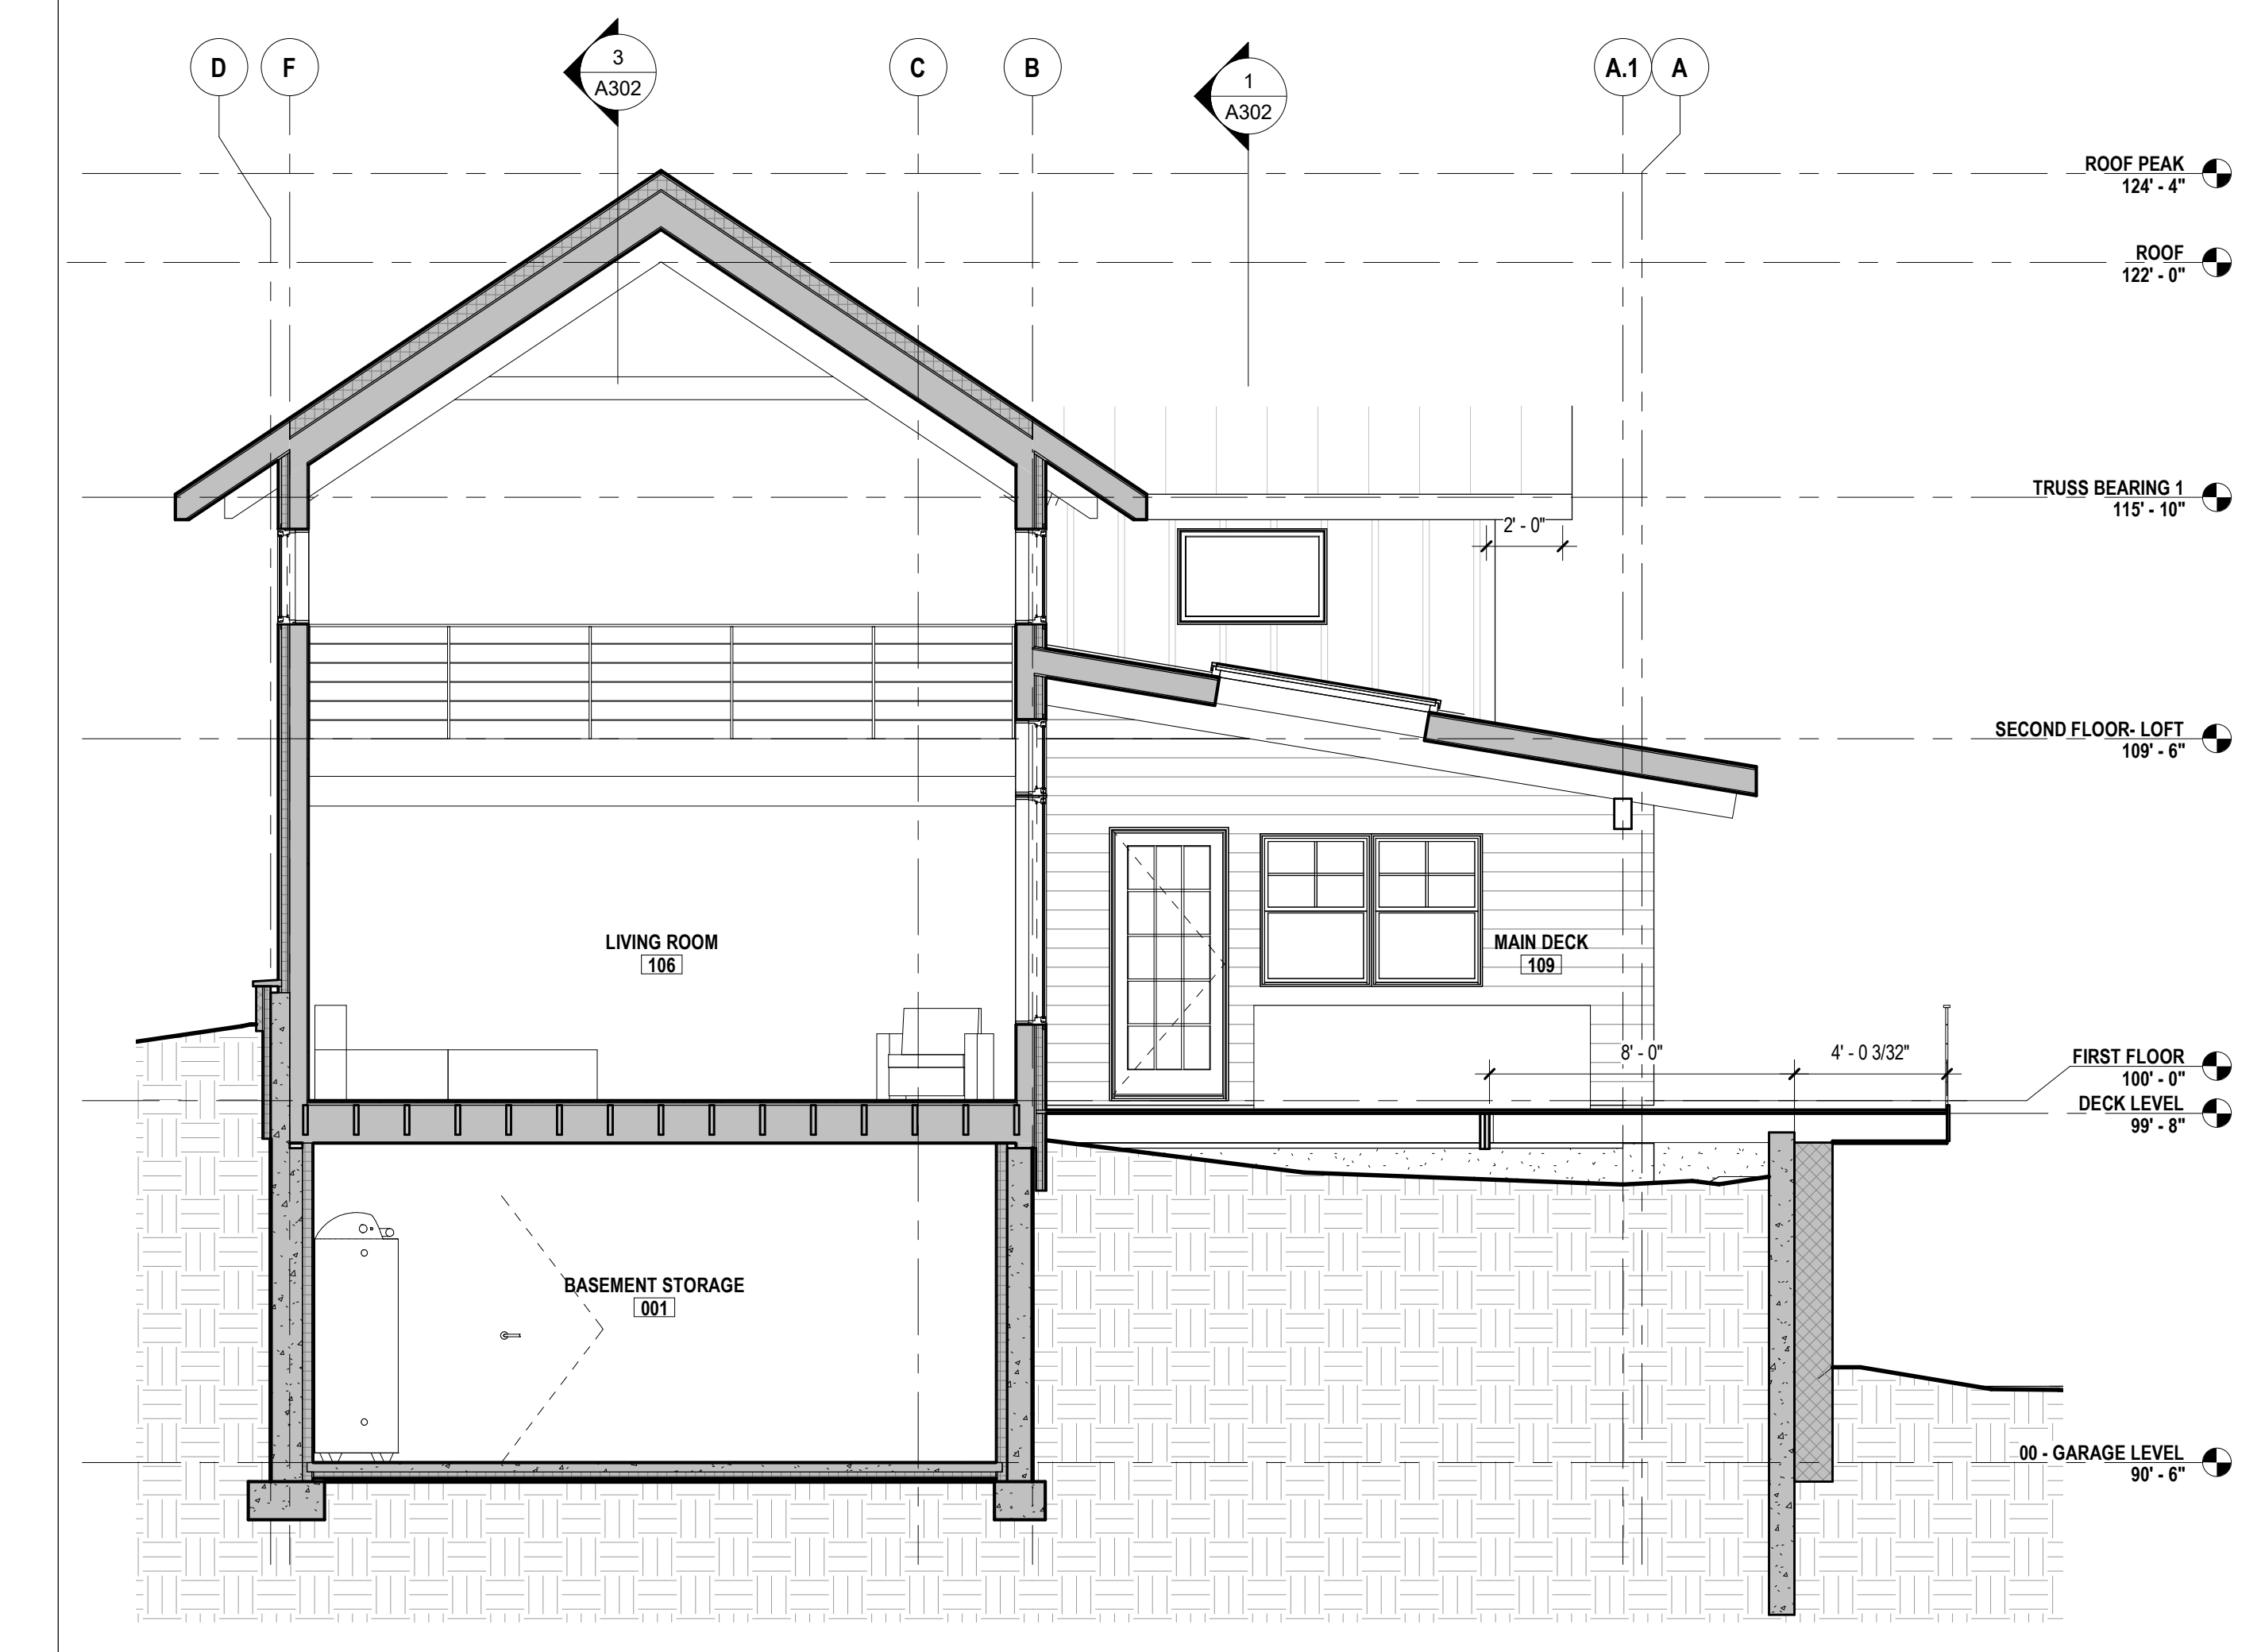 D
F
3
A302
C
B
1
A302
A.1
A
ROOF PEAK
124' - 4"
ROOF
122' - 0"
TRUSS BEARING 1
115' - 10"
2' - 0"
SECOND FLOOR- LOFT
109' - 6"
LIVING ROOM
106
MAIN DECK
109
8' - 0"
4' - 0 3/32"
FIRST FLOOR
100' - 0"
DECK LEVEL
99' - 8"
BASEMENT STORAGE
001
00 - GARAGE LEVEL
90' - 6"